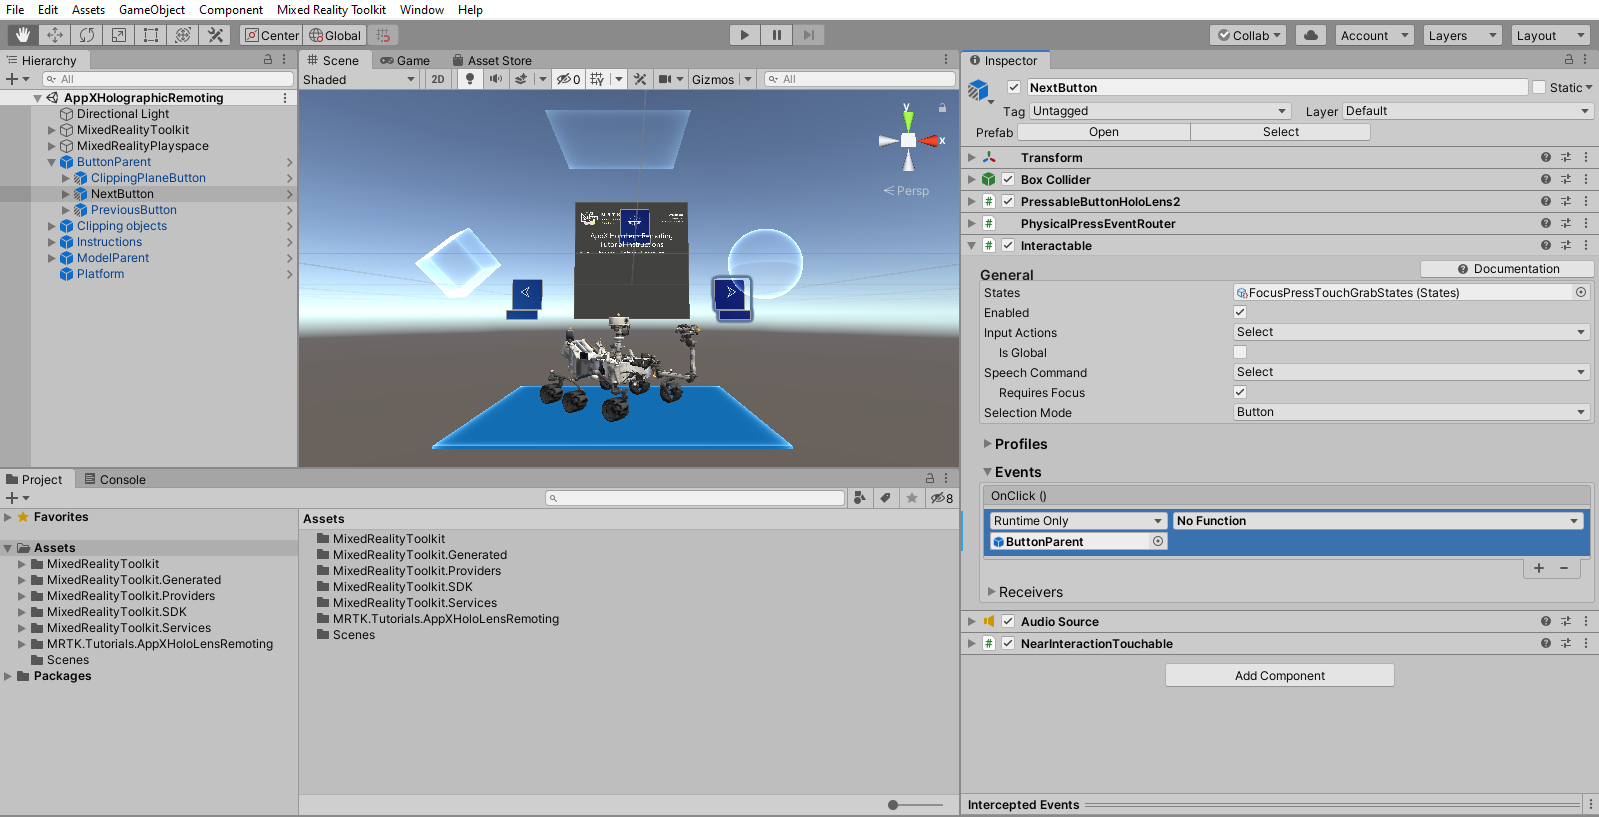 File Edit Assets GameObject Component Mixed Reality Toolkit Window Help
Center Global Collab Account Layers Layout
Hierarchy
All
AppXHolographicRemoting
Directional Light
MixedRealityToolkit
MixedRealityPlayspace
ButtonParent
ClippingPlaneButton
NextButton
PreviousButton
Clipping objects
Instructions
ModelParent
Platform
Scene Game Asset Store
Shaded 2D 0 Gizmos All
y
x
Persp
Tutorial Instructions
Inspector
NextButton Static
Tag Untagged Layer Default
Prefab Open Select
Transform
Box Collider
PressableButtonHoloLens2
PhysicalPressEventRouter
Interactable
Documentation
General
States FocusPressTouchGrabStates (States)
Enabled
Input Actions Select
Is Global
Speech Command Select
Requires Focus
Selection Mode Button
Profiles
Events
OnClick ()
Runtime Only No Function
ButtonParent
+ −
Receivers
Audio Source
NearInteractionTouchable
Add Component
Intercepted Events
Project Console
8
Favorites
Assets
MixedRealityToolkit
MixedRealityToolkit.Generated
MixedRealityToolkit.Providers
MixedRealityToolkit.SDK
MixedRealityToolkit.Services
MRTK.Tutorials.AppXHoloLensRemoting
Scenes
Packages
Assets
MixedRealityToolkit
MixedRealityToolkit.Generated
MixedRealityToolkit.Providers
MixedRealityToolkit.SDK
MixedRealityToolkit.Services
MRTK.Tutorials.AppXHoloLensRemoting
Scenes